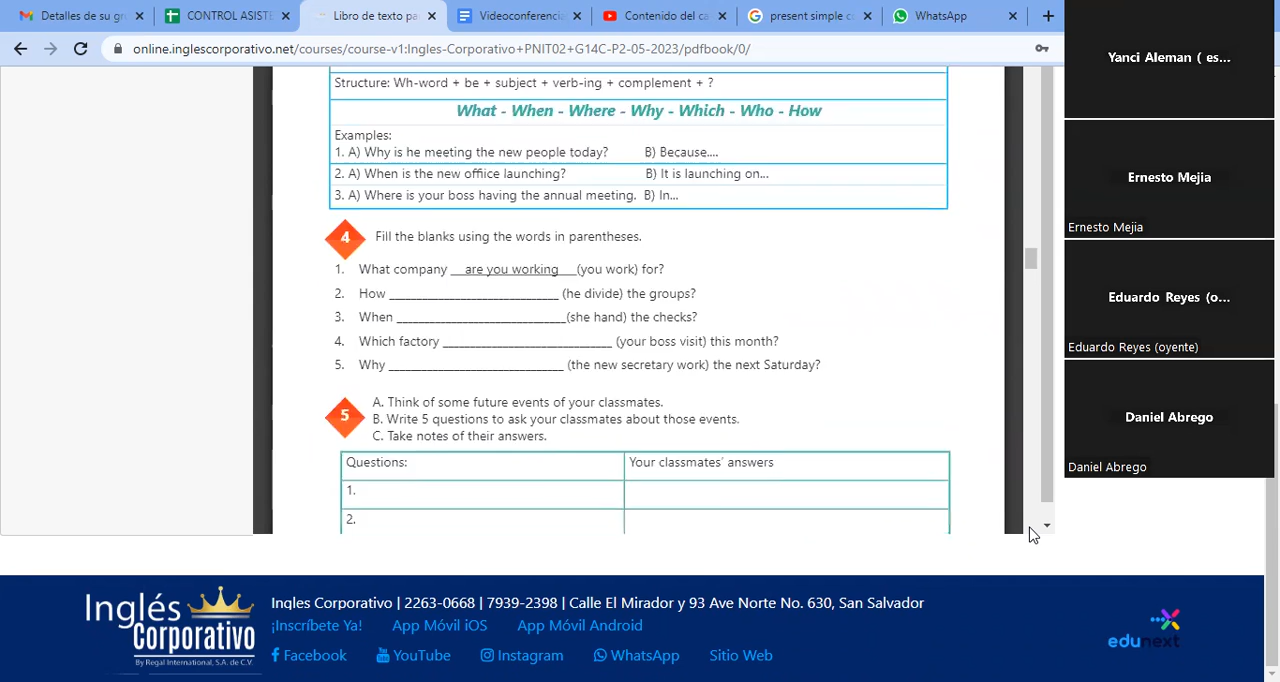 Detalles de su gr
CONTROL ASISTE
Libro de texto pa
Videoconferencia
Contenido del ca
present simple c
WhatsApp
online.inglescorporativo.net/courses/course-v1:Ingles-Corporativo+PNIT02+G14C-P2-05-2023/pdfbook/0/
Structure: Wh-word + be + subject + verb-ing + complement + ?
What - When - Where - Why - Which - Who - How
Examples:
1. A) Why is he meeting the new people today? B) Because....
2. A) When is the new office launching? B) It is launching on...
3. A) Where is your boss having the annual meeting. B) In...
4 Fill the blanks using the words in parentheses.
1. What company __are you working__(you work) for?
2. How ____________________________ (he divide) the groups?
3. When ____________________________(she hand) the checks?
4. Which factory ____________________________ (your boss visit) this month?
5. Why _____________________________ (the new secretary work) the next Saturday?
5 A. Think of some future events of your classmates.
B. Write 5 questions to ask your classmates about those events.
C. Take notes of their answers.
Questions: Your classmates' answers
1.
2.
Yanci Aleman ( es...
Ernesto Mejia
Ernesto Mejia
Eduardo Reyes (o...
Eduardo Reyes (oyente)
Daniel Abrego
Daniel Abrego
Inglés
Corporativo
By Regal International, S.A. de C.V.
Ingles Corporativo | 2263-0668 | 7939-2398 | Calle El Mirador y 93 Ave Norte No. 630, San Salvador
¡Inscríbete Ya! App Móvil iOS App Móvil Android
Facebook YouTube Instagram WhatsApp Sitio Web
edunext